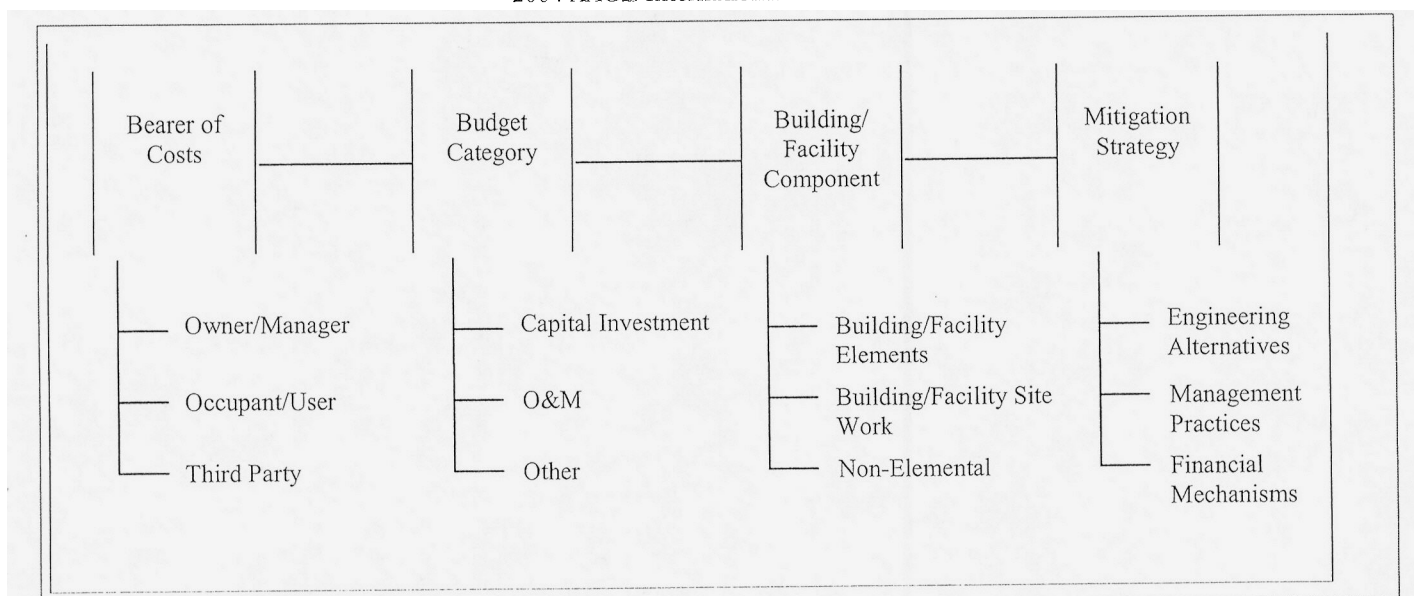 Bearer of
Costs
Budget
Category
Building/
Facility
Component
Mitigation
Strategy
Owner/Manager
Occupant/User
Third Party
Capital Investment
O&M
Other
Building/Facility
Elements
Building/Facility Site
Work
Non-Elemental
Engineering
Alternatives
Management
Practices
Financial
Mechanisms